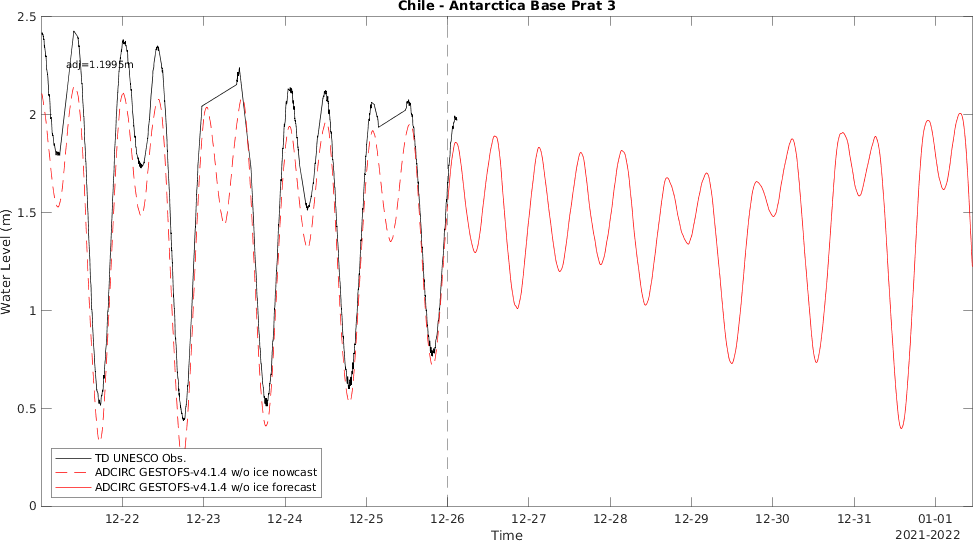 Chile - Antarctica Base Prat 3
2.5
adj=1.1995m
2
1.5
Water Level (m)
1
0.5
TD UNESCO Obs.
ADCIRC GESTOFS-v4.1.4 w/o ice nowcast
ADCIRC GESTOFS-v4.1.4 w/o ice forecast
0
12-22 12-23 12-24 12-25 12-26 12-27 12-28 12-29 12-30 12-31 01-01
Time
2021-2022